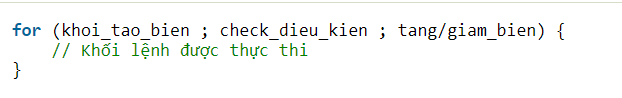 for (khoi_tao_bien ; check_dieu_kien ; tang/giam_bien) {
// Khối lệnh được thực thi
}